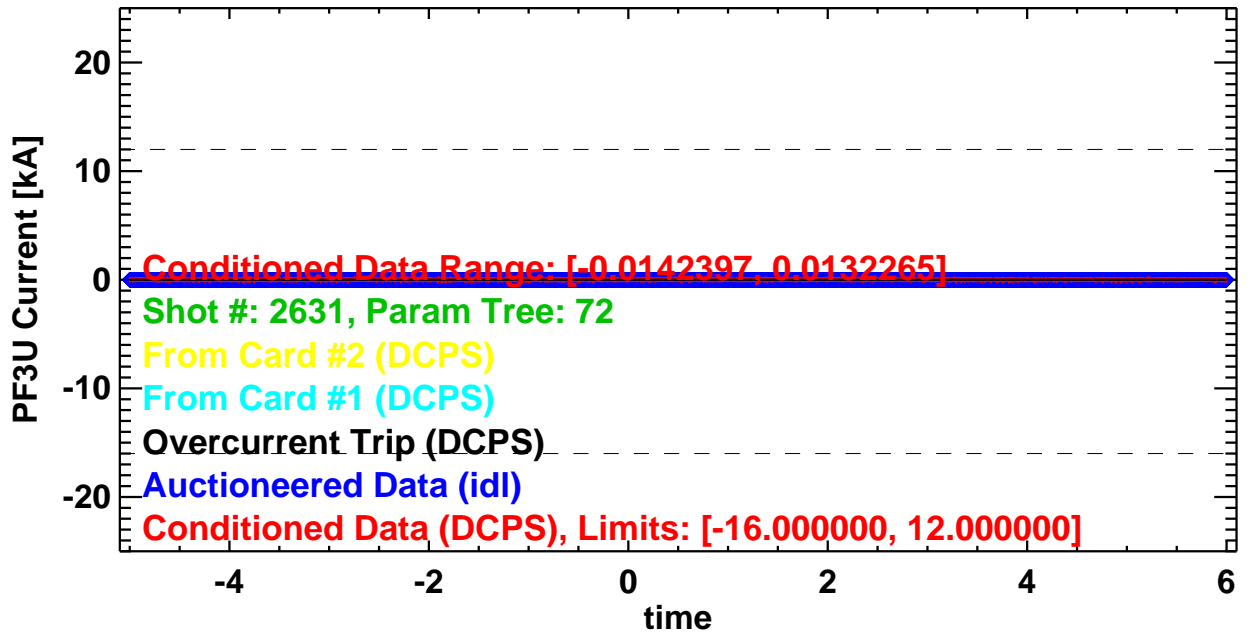 20
10
0
-10
-20
PF3U Current [kA]
Conditioned Data Range: [-0.0142397, 0.0132265]
Shot #: 2631, Param Tree: 72
From Card #2 (DCPS)
From Card #1 (DCPS)
Overcurrent Trip (DCPS)
Auctioneered Data (idl)
Conditioned Data (DCPS), Limits: [-16.000000, 12.000000]
-4 -2 0 2 4 6
time